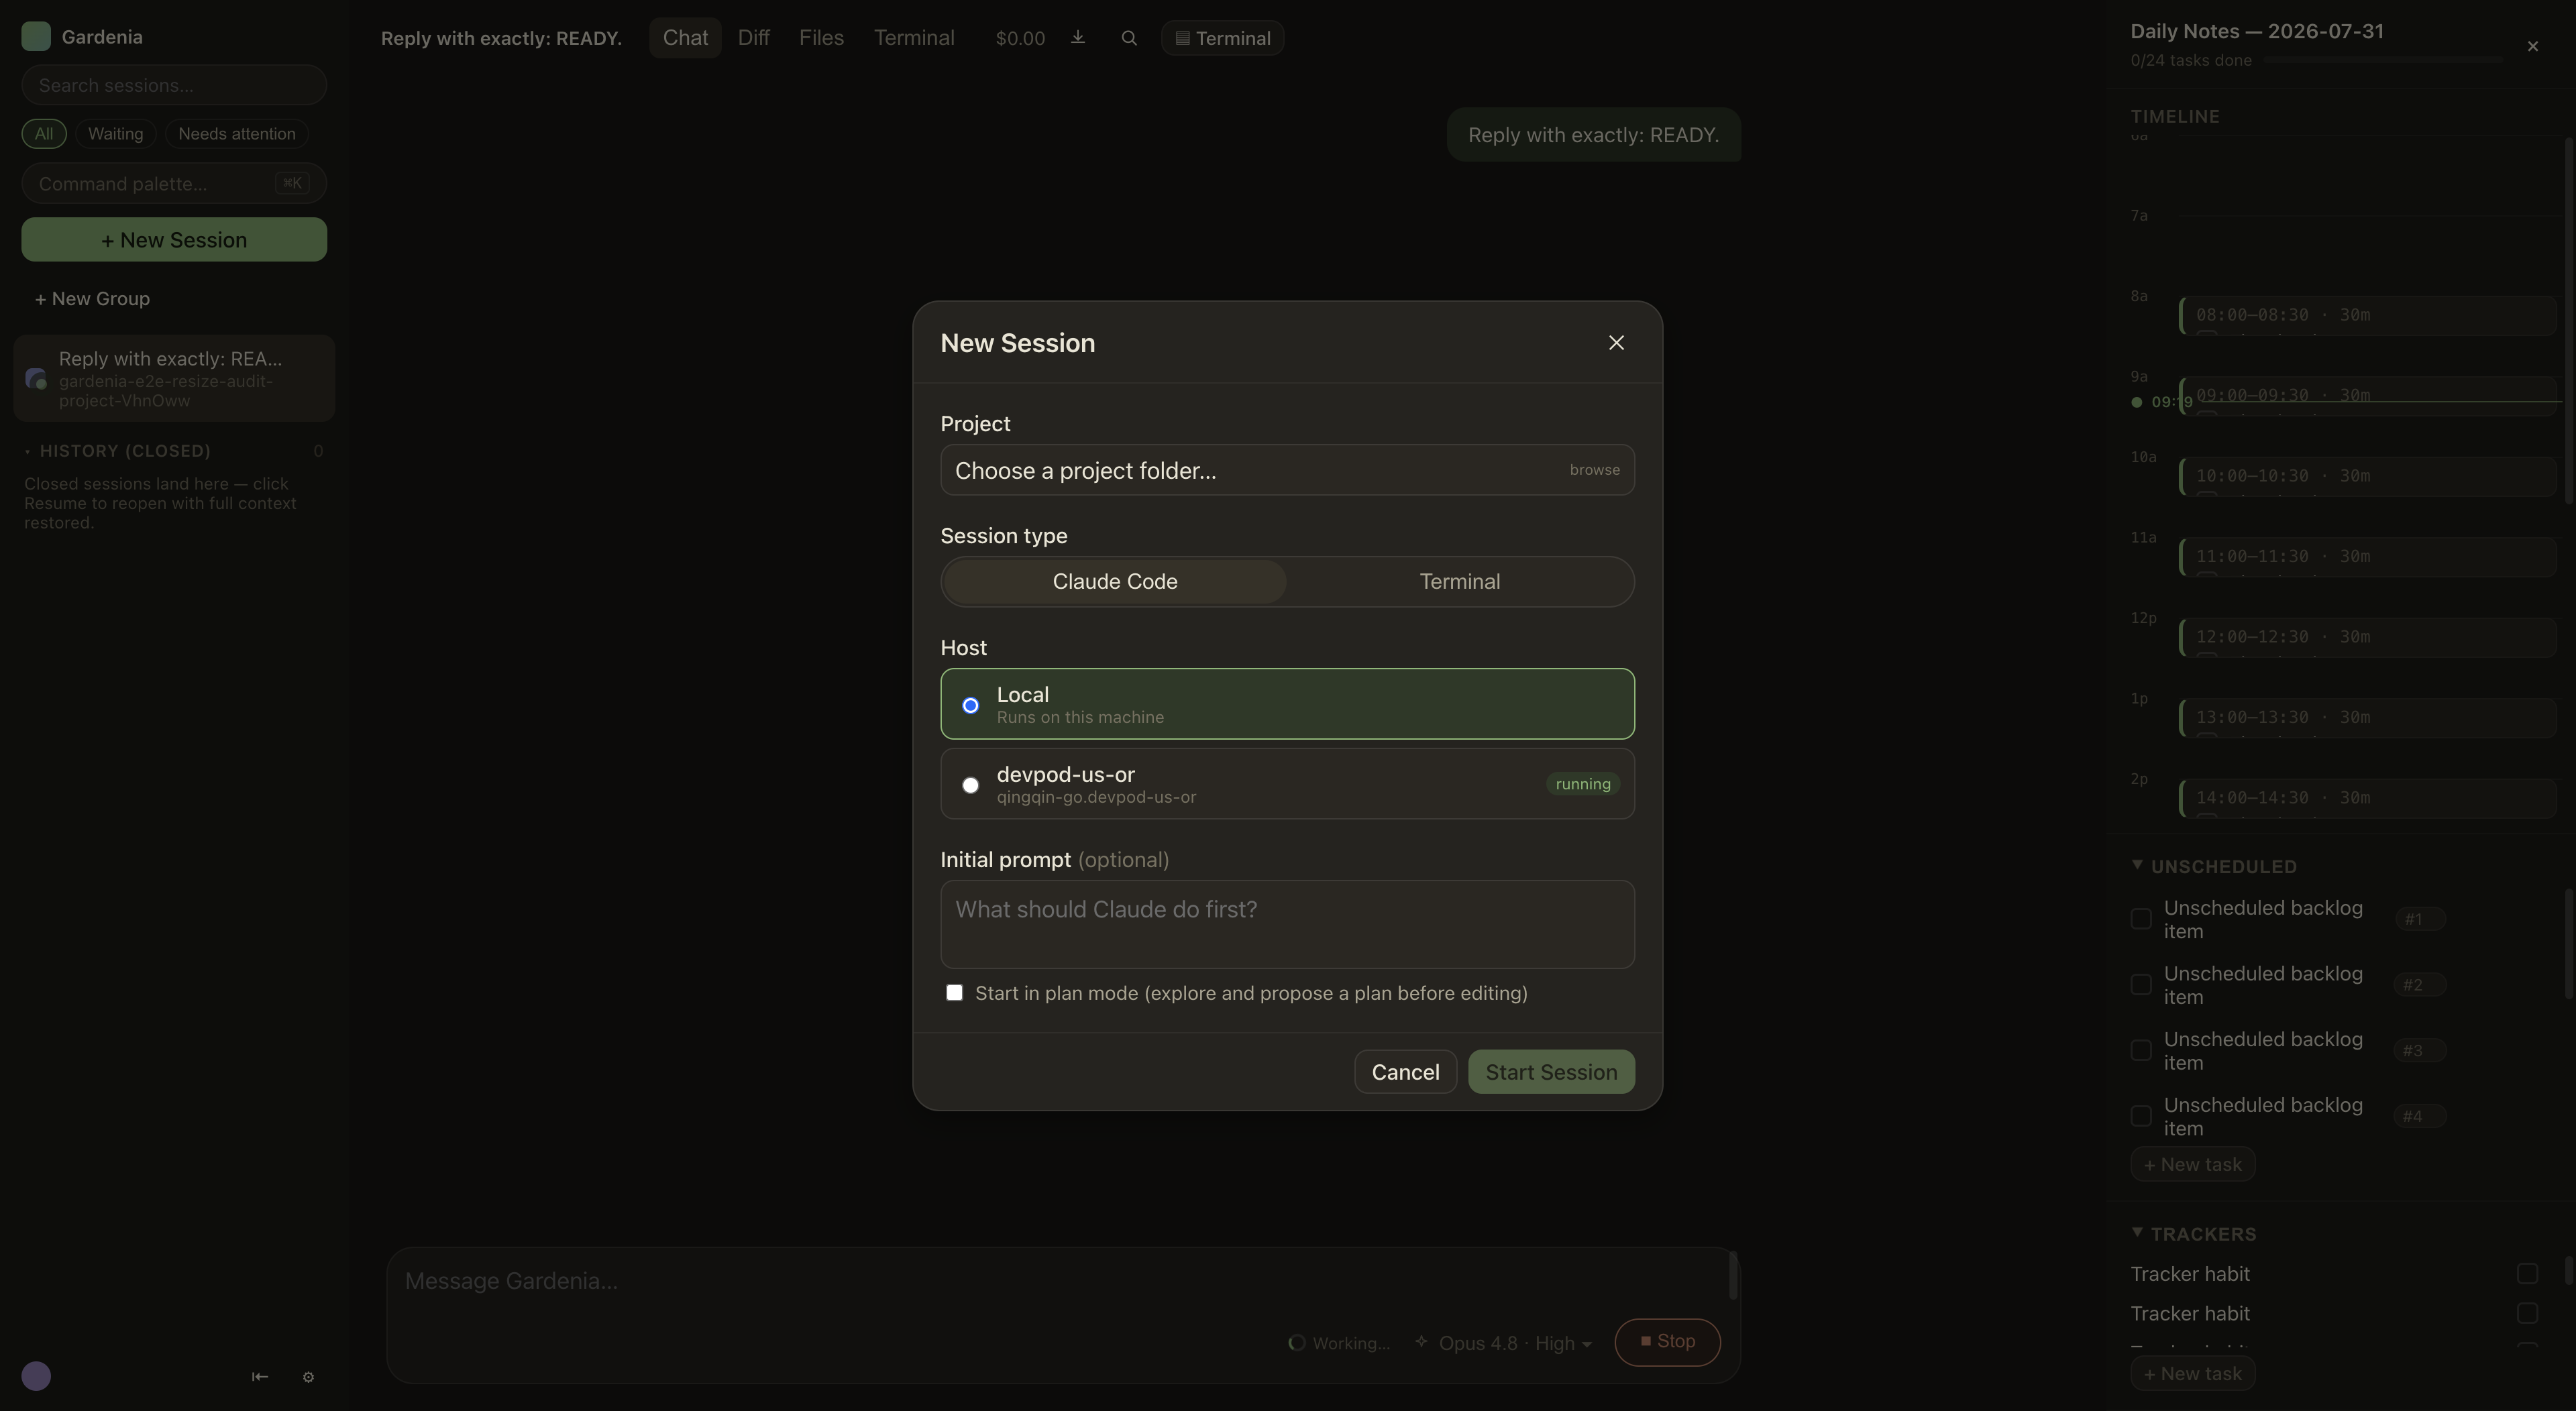 Gardenia
Search sessions...
All
Waiting
Needs attention
Command palette...
⌘K
+ New Session
+ New Group
Reply with exactly: REA...
gardenia-e2e-resize-audit-
project-VhnOww
HISTORY (CLOSED)
0
Closed sessions land here — click
Resume to reopen with full context
restored.
Reply with exactly: READY.
Chat
Diff
Files
Terminal
$0.00
Terminal
Reply with exactly: READY.
New Session
Project
Choose a project folder...
browse
Session type
Claude Code
Terminal
Host
Local
Runs on this machine
devpod-us-or
qingqin-go.devpod-us-or
running
Initial prompt (optional)
What should Claude do first?
Start in plan mode (explore and propose a plan before editing)
Cancel
Start Session
Message Gardenia...
Working...
Opus 4.8 · High
Stop
Daily Notes — 2026-07-31
0/24 tasks done
TIMELINE
7a
8a
08:00–08:30 · 30m
9a
09:00–09:30 · 30m
10a
10:00–10:30 · 30m
11a
11:00–11:30 · 30m
12p
12:00–12:30 · 30m
1p
13:00–13:30 · 30m
2p
14:00–14:30 · 30m
UNSCHEDULED
Unscheduled backlog
item
#1
Unscheduled backlog
item
#2
Unscheduled backlog
item
#3
Unscheduled backlog
item
#4
+ New task
TRACKERS
Tracker habit
Tracker habit
+ New task